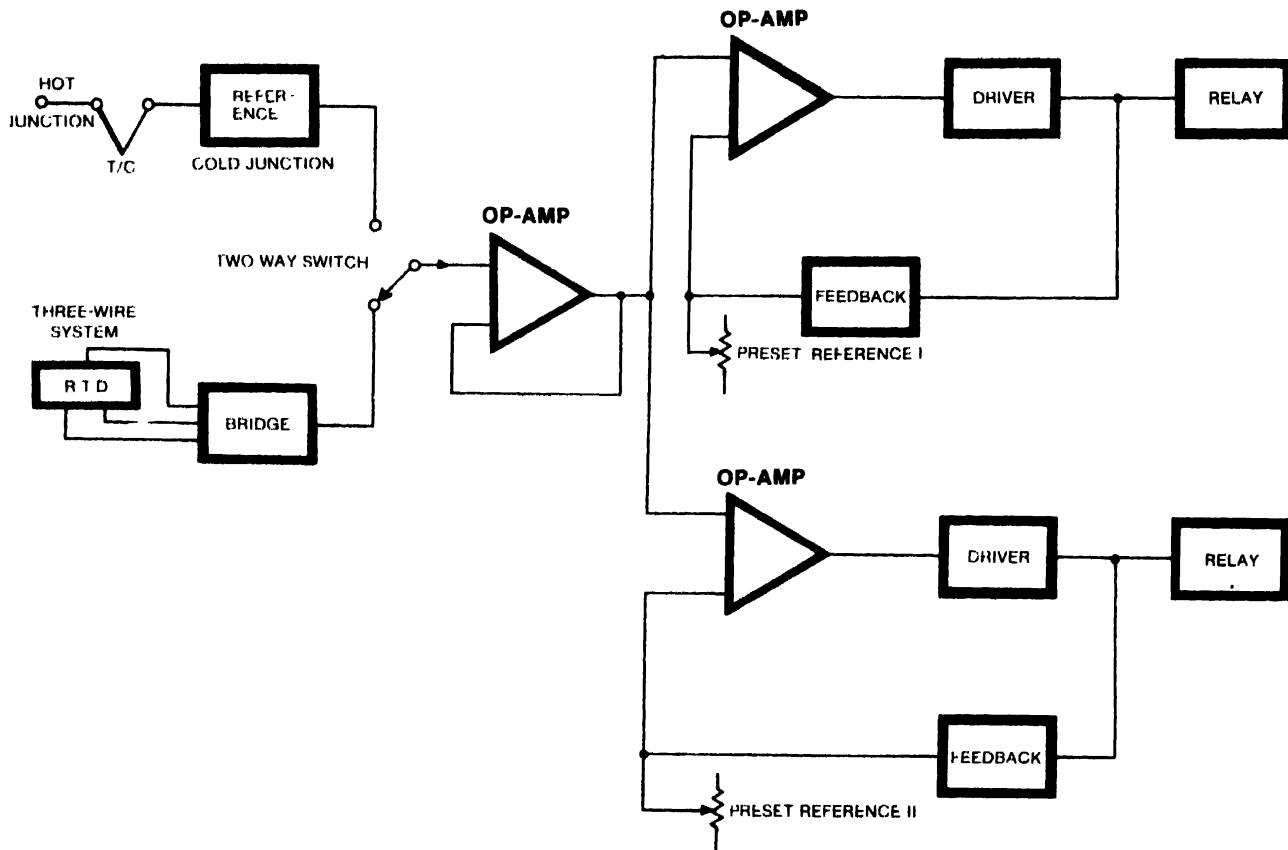 OP-AMP
HOT
JUNCTION
T/C
REFER-
ENCE
COLD JUNCTION
DRIVER
RELAY
OP-AMP
TWO WAY SWITCH
FEEDBACK
PRESET REFERENCE I
THREE-WIRE
SYSTEM
R T D
BRIDGE
OP-AMP
DRIVER
RELAY
FEEDBACK
PRESET REFERENCE II